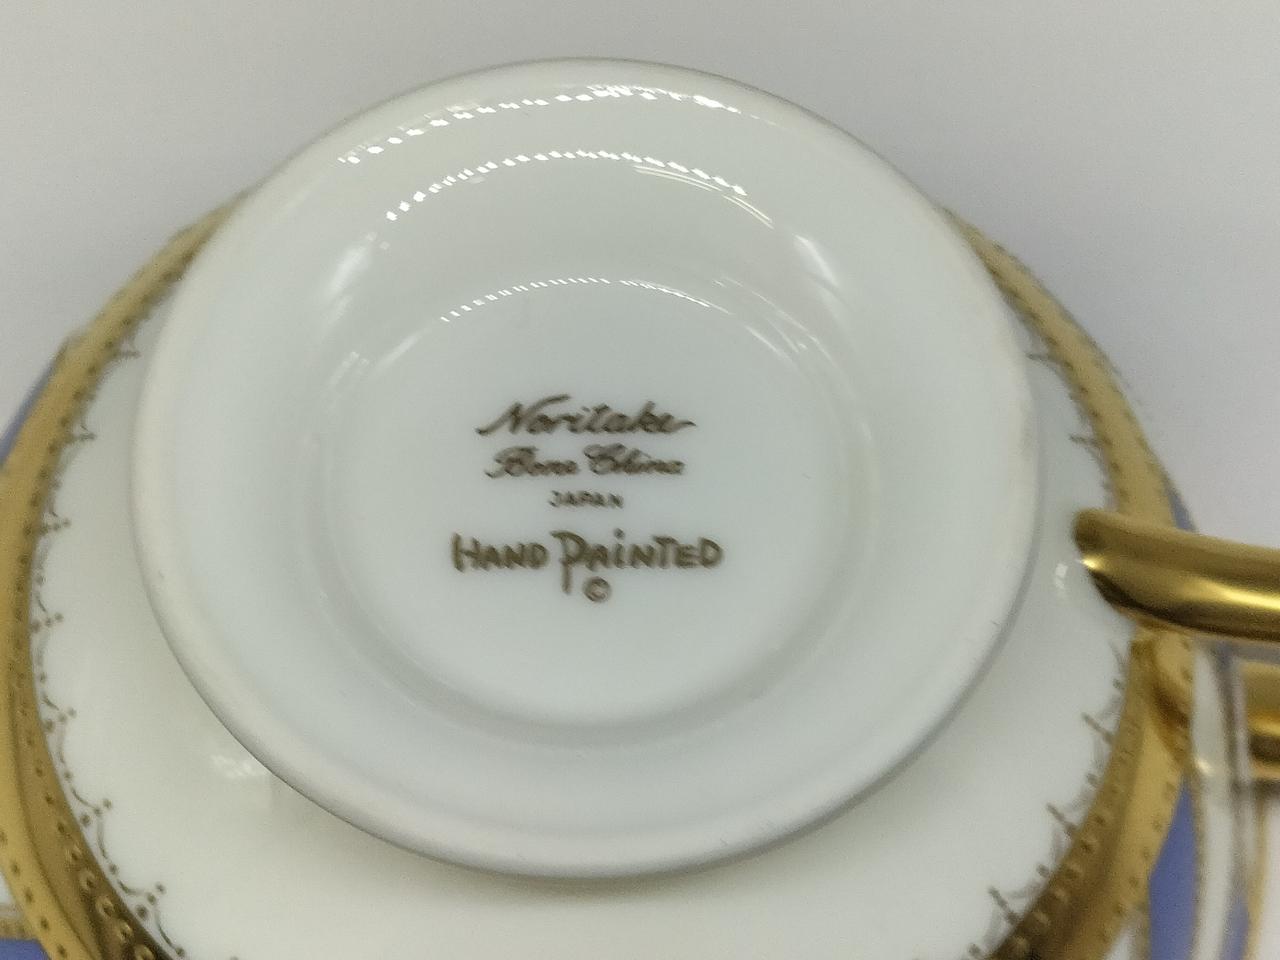 Noritake
Bone China
JAPAN
HAND PAINTED
©